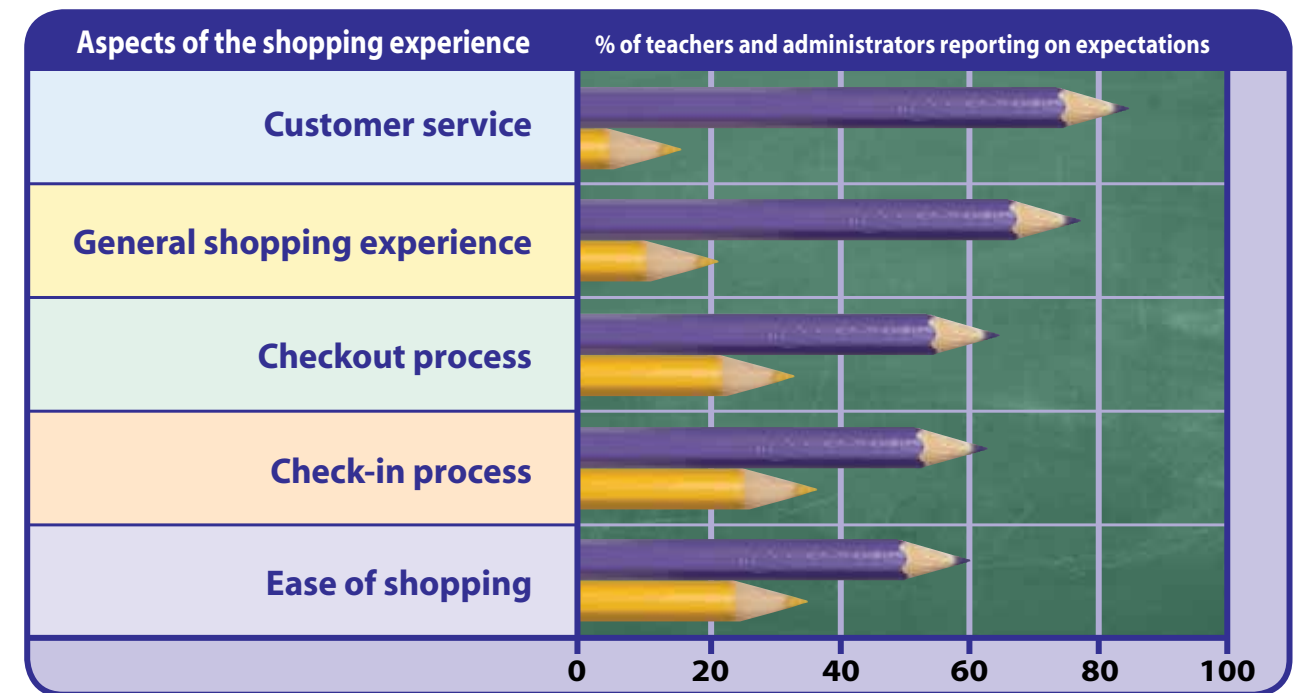 Aspects of the shopping experience
% of teachers and administrators reporting on expectations
Customer service
General shopping experience
Checkout process
Check-in process
Ease of shopping
0 20 40 60 80 100